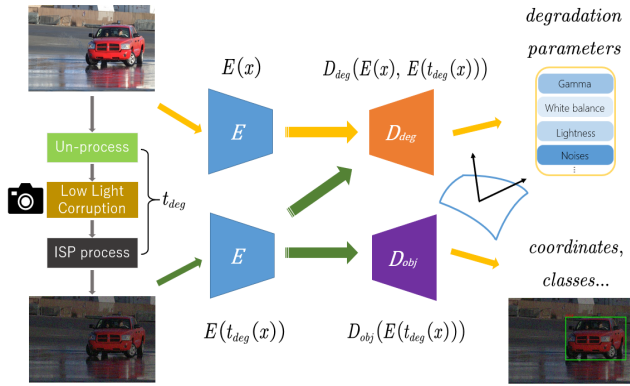 degradation
parameters
E(x)
D_deg(E(x), E(t_deg(x)))
Gamma
White balance
Lightness
Noises
⋮
Un-process
Low Light
Corruption
ISP process
t_deg
E
D_deg
E
D_obj
coordinates,
classes...
E(t_deg(x))
D_obj(E(t_deg(x)))